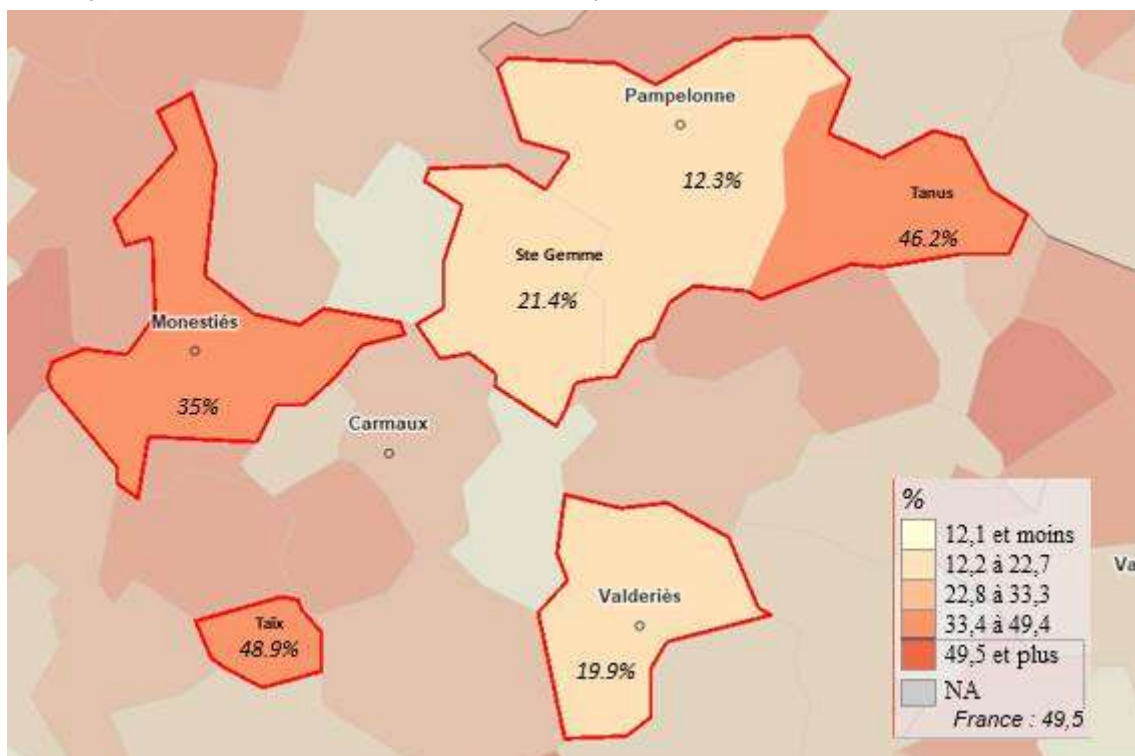 Pampelonne
12.3%
Tanus
46.2%
Ste Gemme
21.4%
Monestiés
35%
Carmaux
Valderiès
19.9%
Taïx
48.9%
Va
%
12,1 et moins
12,2 à 22,7
22,8 à 33,3
33,4 à 49,4
49,5 et plus
NA
France : 49,5